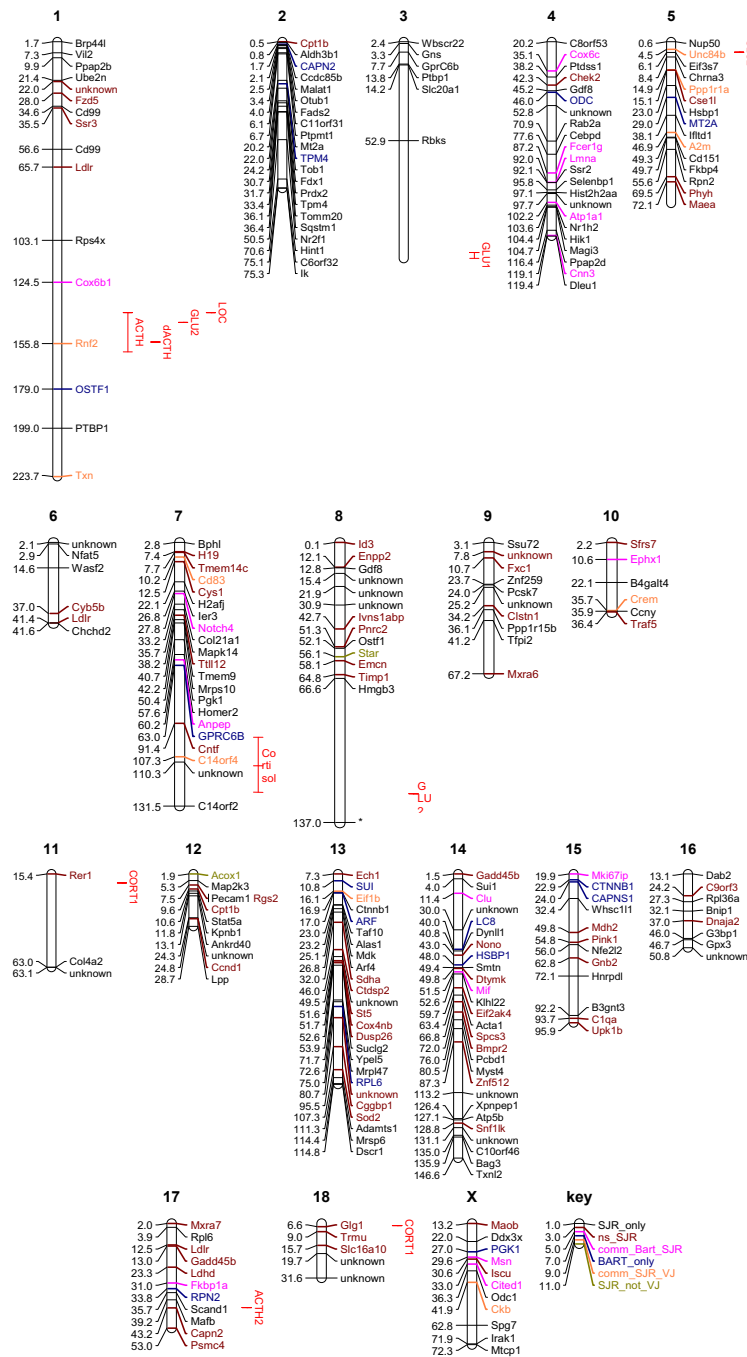 1
1.7 Brp44l
7.3 Vil2
9.9 Ppap2b
21.4 Ube2n
22.0 unknown
28.0 Fzd5
34.6 Cd99
35.5 Ssr3
56.6 Cd99
65.7 Ldlr
103.1 Rps4x
124.5 Cox6b1
155.8 Rnf2
179.0 OSTF1
199.0 PTBP1
223.7 Txn
ACTH
dACTH
GLU2
LOC
2
0.5 Cpt1b
0.8 Aldh3b1
1.7 CAPN2
2.1 Ccdc85b
2.5 Malat1
3.4 Otub1
4.0 Fads2
6.1 C11orf31
6.7 Ptpmt1
20.2 Mt2a
22.0 TPM4
24.2 Tob1
30.7 Fdx1
31.7 Prdx2
33.4 Tpm4
36.1 Tomm20
36.4 Sqstm1
50.5 Nr2f1
70.6 Hint1
75.1 C6orf32
75.3 Ik
3
2.4 Wbscr22
3.3 Gns
7.7 GprC6b
13.8 Ptbp1
14.2 Slc20a1
52.9 Rbks
GLU1
4
20.2 C8orf53
35.1 Cox6c
38.2 Ptdss1
42.3 Chek2
45.2 Gdf8
46.0 ODC
52.8 unknown
70.9 Rab2a
77.6 Cebpd
87.2 Fcer1g
92.0 Lmna
92.1 Ssr2
95.8 Selenbp1
97.1 Hist2h2aa
97.7 unknown
102.2 Atp1a1
103.6 Nr1h2
104.4 Hik1
104.7 Magi3
116.4 Ppap2d
119.1 Cnn3
119.4 Dleu1
5
0.6 Nup50
4.5 Unc84b
6.1 Eif3s7
8.4 Chrna3
14.9 Ppp1r1a
15.1 Cse1l
23.0 Hsbp1
29.0 MT2A
38.1 Ifltd1
46.9 A2m
49.3 Cd151
49.7 Fkbp4
55.6 Rpn2
69.5 Phyh
72.1 Maea
6
2.1 unknown
2.9 Nfat5
14.6 Wasf2
37.0 Cyb5b
41.4 Ldlr
41.6 Chchd2
7
2.8 Bphl
7.4 H19
7.7 Tmem14c
10.2 Cd83
12.5 Cys1
22.1 H2afj
26.8 Ier3
27.8 Notch4
33.2 Col21a1
35.7 Mapk14
38.2 Ttll12
40.7 Tmem9
42.2 Mrps10
50.4 Pgk1
57.6 Homer2
60.2 Anpep
63.0 GPRC6B
91.4 Cntf
107.3 C14orf4
110.3 unknown
131.5 C14orf2
Co
rti
sol
8
0.1 Id3
12.1 Enpp2
12.8 Gdf8
15.4 unknown
21.9 unknown
30.9 unknown
42.7 Ivns1abp
51.3 Pnrc2
52.1 Ostf1
56.1 Star
58.1 Emcn
64.8 Timp1
66.6 Hmgb3
137.0 *
G
LU
2
9
3.1 Ssu72
7.8 unknown
10.7 Fxc1
23.7 Znf259
24.0 Pcsk7
25.2 unknown
34.2 Clstn1
36.1 Ppp1r15b
41.2 Tfpi2
67.2 Mxra6
10
2.2 Sfrs7
10.6 Ephx1
22.1 B4galt4
35.7 Crem
35.9 Ccny
36.4 Traf5
11
15.4 Rer1
63.0 Col4a2
63.1 unknown
CORT1
12
1.9 Acox1
5.3 Map2k3
7.5 Pecam1 Rgs2
9.6 Cpt1b
10.6 Stat5a
11.8 Kpnb1
13.1 Ankrd40
24.3 unknown
24.8 Ccnd1
28.7 Lpp
13
7.3 Ech1
10.8 SUI
16.1 Eif1b
16.9 Ctnnb1
17.0 ARF
23.0 Taf10
23.2 Alas1
25.1 Mdk
26.8 Arf4
32.0 Sdha
46.0 Ctdsp2
49.5 unknown
51.6 St5
51.7 Cox4nb
52.6 Dusp26
53.9 Suclg2
71.7 Ypel5
72.6 Mrpl47
75.0 RPL6
80.7 unknown
95.5 Cggbp1
107.3 Sod2
111.3 Adamts1
114.4 Mrsp6
114.8 Dscr1
14
1.5 Gadd45b
4.0 Sui1
11.4 Clu
30.0 unknown
40.0 LC8
40.8 Dynll1
43.0 Nono
48.0 HSBP1
49.4 Smtn
49.8 Dtymk
51.5 Mif
52.6 Klhl22
59.7 Eif2ak4
63.4 Acta1
66.8 Spcs3
72.0 Bmpr2
76.0 Pcbd1
80.5 Myst4
87.3 Znf512
113.2 unknown
126.4 Xpnpep1
127.1 Atp5b
128.8 Snf1lk
131.1 unknown
135.0 C10orf46
135.9 Bag3
146.6 Txnl2
15
19.9 Mki67ip
22.9 CTNNB1
24.0 CAPNS1
32.4 Whsc1l1
49.8 Mdh2
54.8 Pink1
56.0 Nfe2l2
62.8 Gnb2
72.1 Hnrpdl
92.2 B3gnt3
93.7 C1qa
95.9 Upk1b
16
13.1 Dab2
24.2 C9orf3
27.3 Rpl36a
32.1 Bnip1
37.0 Dnaja2
46.0 G3bp1
46.7 Gpx3
50.8 unknown
17
2.0 Mxra7
3.9 Rpl6
12.5 Ldlr
13.0 Gadd45b
23.3 Ldhd
31.0 Fkbp1a
33.8 RPN2
35.7 Scand1
39.2 Mafb
43.2 Capn2
53.0 Psmc4
ACTH2
18
6.6 Glg1
9.0 Trmu
15.7 Slc16a10
19.7 unknown
31.6 unknown
CORT1
X
13.2 Maob
22.0 Ddx3x
27.0 PGK1
29.6 Msn
30.6 Iscu
33.0 Cited1
36.3 Odc1
41.9 Ckb
62.8 Spg7
71.9 Irak1
72.3 Mtcp1
key
1.0 SJR_only
3.0 ns_SJR
5.0 comm_Bart_SJR
7.0 BART_only
9.0 comm_SJR_VJ
11.0 SJR_not_VJ